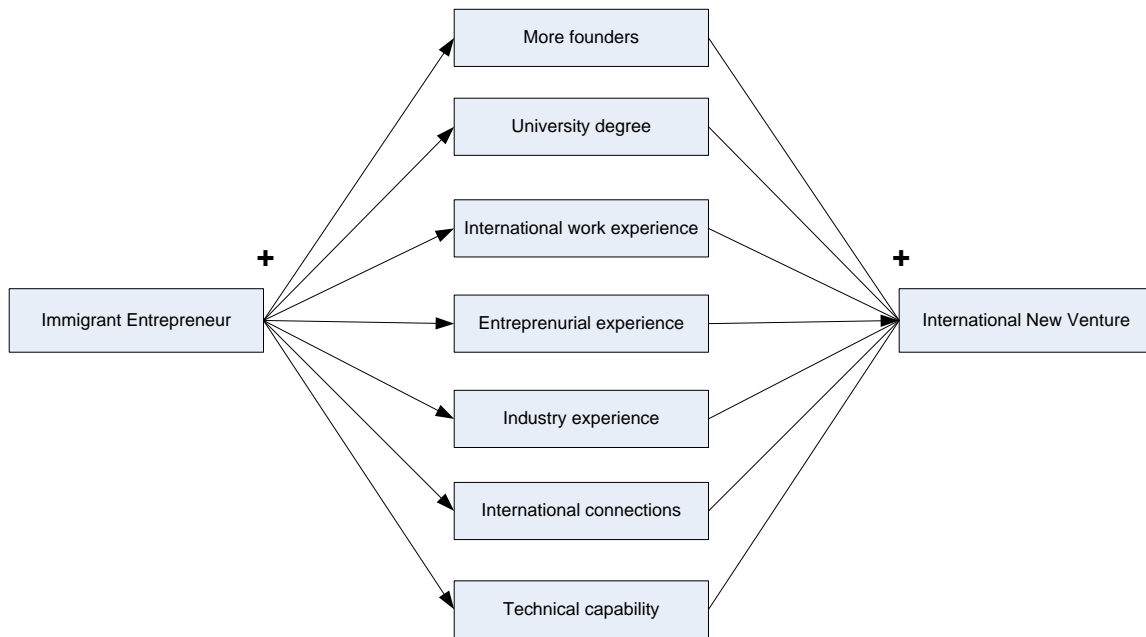 More founders
University degree
International work experience
+
+
Immigrant Entrepreneur
Entreprenurial experience
International New Venture
Industry experience
International connections
Technical capability